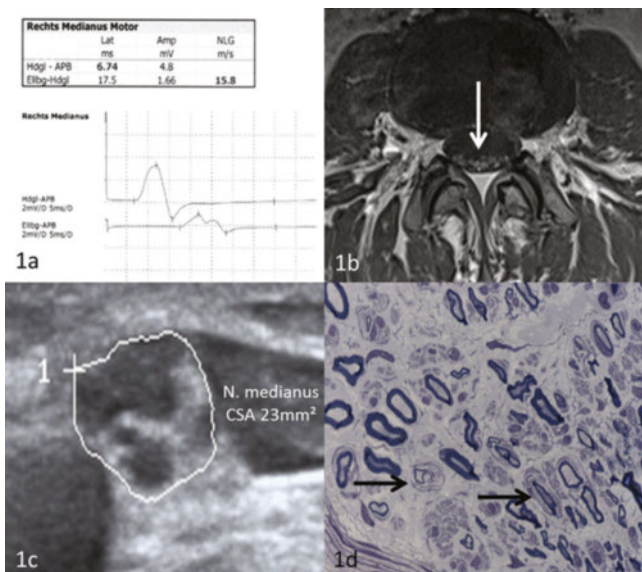 Rechts Medianus Motor
Lat Amp NLG
ms mV m/s
Hdgl - APB 6.74 4.8
Ellbg-Hdgl 17.5 1.66 15.8
Rechts Medianus
Hdgl-APB
2mV/D 5ms/D
Ellbg-APB
2mV/D 5ms/D
1a
1b
1
N. medianus
CSA 23mm²
1c
1d